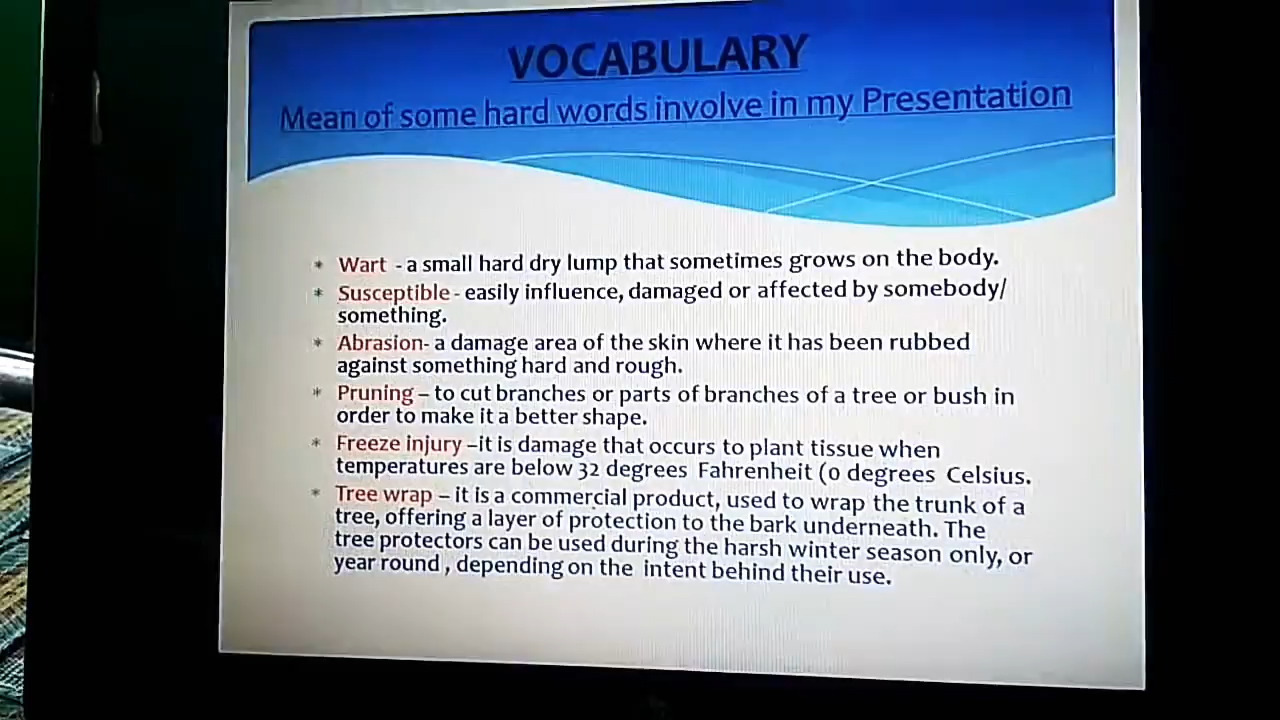 VOCABULARY
Mean of some hard words involve in my Presentation
* Wart - a small hard dry lump that sometimes grows on the body.
* Susceptible - easily influence, damaged or affected by somebody/
something.
* Abrasion- a damage area of the skin where it has been rubbed
against something hard and rough.
* Pruning – to cut branches or parts of branches of a tree or bush in
order to make it a better shape.
* Freeze injury –it is damage that occurs to plant tissue when
temperatures are below 32 degrees Fahrenheit (0 degrees Celsius.
* Tree wrap – it is a commercial product, used to wrap the trunk of a
tree, offering a layer of protection to the bark underneath. The
tree protectors can be used during the harsh winter season only, or
year round , depending on the intent behind their use.